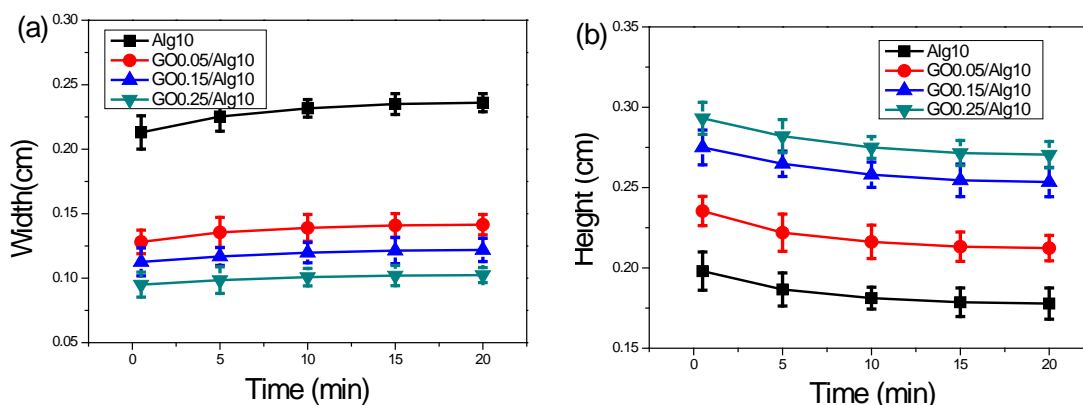 (a)
0.30
0.25
0.20
0.15
0.10
0.05
Width(cm)
Alg10
GO0.05/Alg10
GO0.15/Alg10
GO0.25/Alg10
0 5 10 15 20
Time (min)
(b)
0.35
0.30
0.25
0.20
0.15
Height (cm)
Alg10
GO0.05/Alg10
GO0.15/Alg10
GO0.25/Alg10
0 5 10 15 20
Time (min)